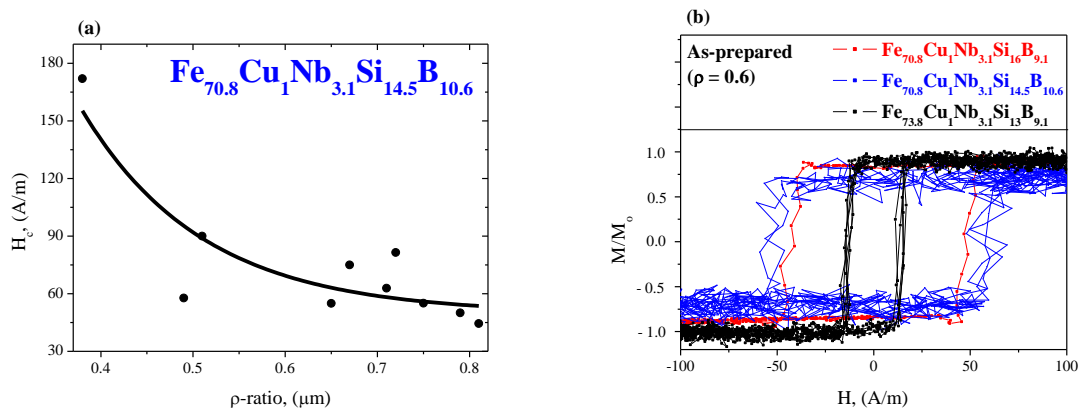 (a)
Fe70.8Cu1Nb3.1Si14.5B10.6
180
150
120
90
60
30
Hc, (A/m)
0.4
0.5
0.6
0.7
0.8
ρ-ratio, (μm)
(b)
As-prepared
(ρ = 0.6)
Fe70.8Cu1Nb3.1Si16B9.1
Fe70.8Cu1Nb3.1Si14.5B10.6
Fe73.8Cu1Nb3.1Si13B9.1
1.0
0.5
0.0
- 0.5
- 1.0
M/Mo
-100
-50
0
50
100
H, (A/m)